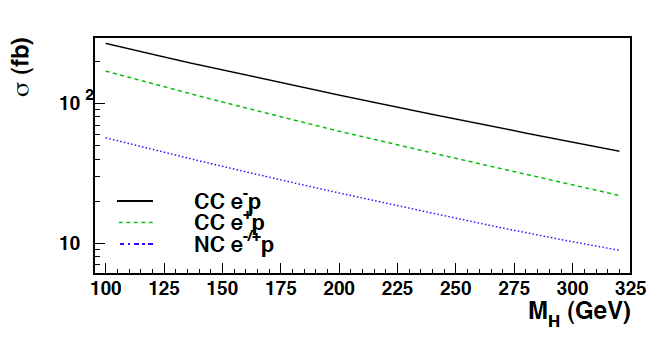 σ (fb)
10²
10
CC e⁻p
CC e⁺p
NC e⁻/⁺p
100 125 150 175 200 225 250 275 300 325
M_H (GeV)